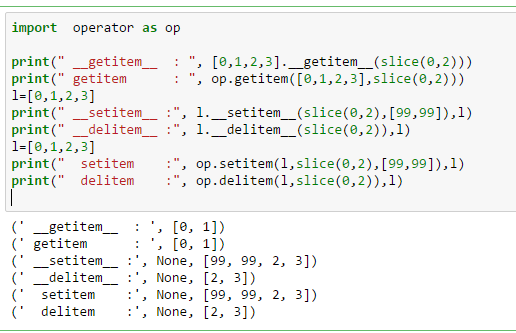 import  operator as op
print(" __getitem__  : ", [0,1,2,3].__getitem__(slice(0,2)))
print(" getitem      : ", op.getitem([0,1,2,3],slice(0,2)))
l=[0,1,2,3]
print(" __setitem__ :", l.__setitem__(slice(0,2),[99,99]),l)
print(" __delitem__ :", l.__delitem__(slice(0,2)),l)
l=[0,1,2,3]
print("  setitem    :", op.setitem(l,slice(0,2),[99,99]),l)
print("  delitem    :", op.delitem(l,slice(0,2)),l)
(' __getitem__  : ', [0, 1])
(' getitem      : ', [0, 1])
(' __setitem__ :', None, [99, 99, 2, 3])
(' __delitem__ :', None, [2, 3])
('  setitem    :', None, [99, 99, 2, 3])
('  delitem    :', None, [2, 3])